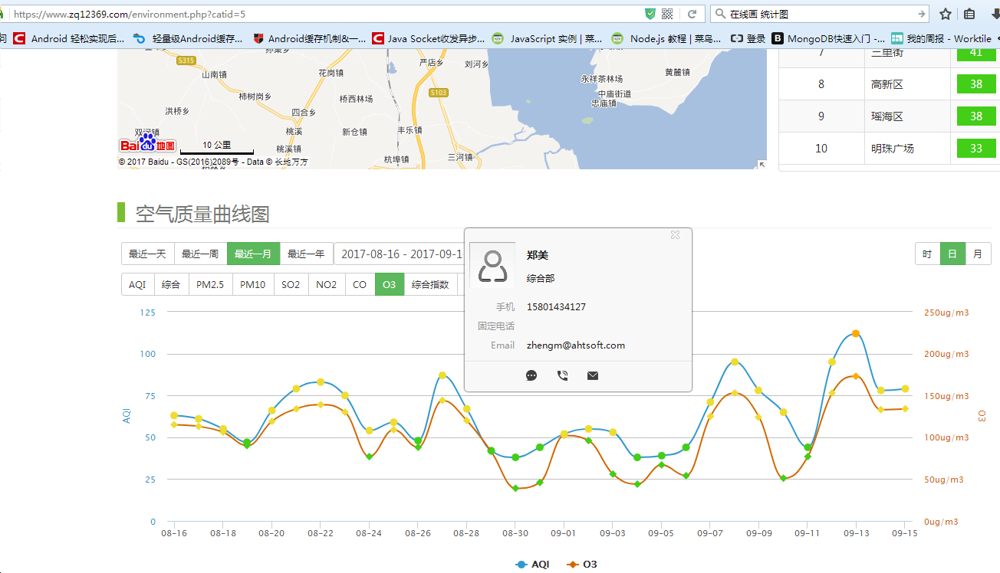 https://www.zq12369.com/environment.php?catid=5
在线画 统计图
Android 轻松实现后... 轻量级Android缓存... Android缓存机制&一... Java Socket收发异步... JavaScript 实例 | 菜... Node.js 教程 | 菜鸟... 登录 MongoDB快速入门 -... 我的周报 - Worktile
S315
山南镇
花岗镇
严店乡
刘河乡
S103
永祥茶林场
黄麓镇
中庙街道
忠庙镇
柿树岗乡
桥西林场
洪桥乡
四合乡
双河镇
桃溪
新仓镇
丰乐镇
桃溪镇
三河镇
杭埠镇
Bai du 地图
10 公里
© 2017 Baidu - GS(2016)2089号 - Data © 长地万方
7 三里街 41
8 高新区 38
9 瑶海区 38
10 明珠广场 33
空气质量曲线图
最近一天 最近一周 最近一月 最近一年 2017-08-16 - 2017-09-1
时 日 月
AQI 综合 PM2.5 PM10 SO2 NO2 CO O3 综合指数
郑美
综合部
手机 15801434127
固定电话
Email zhengm@ahtsoft.com
125 250ug/m3
100 200ug/m3
75 150ug/m3
AQI O3
50 100ug/m3
25 50ug/m3
0 0ug/m3
08-16 08-18 08-20 08-22 08-24 08-26 08-28 08-30 09-01 09-03 09-05 09-07 09-09 09-11 09-13 09-15
AQI O3